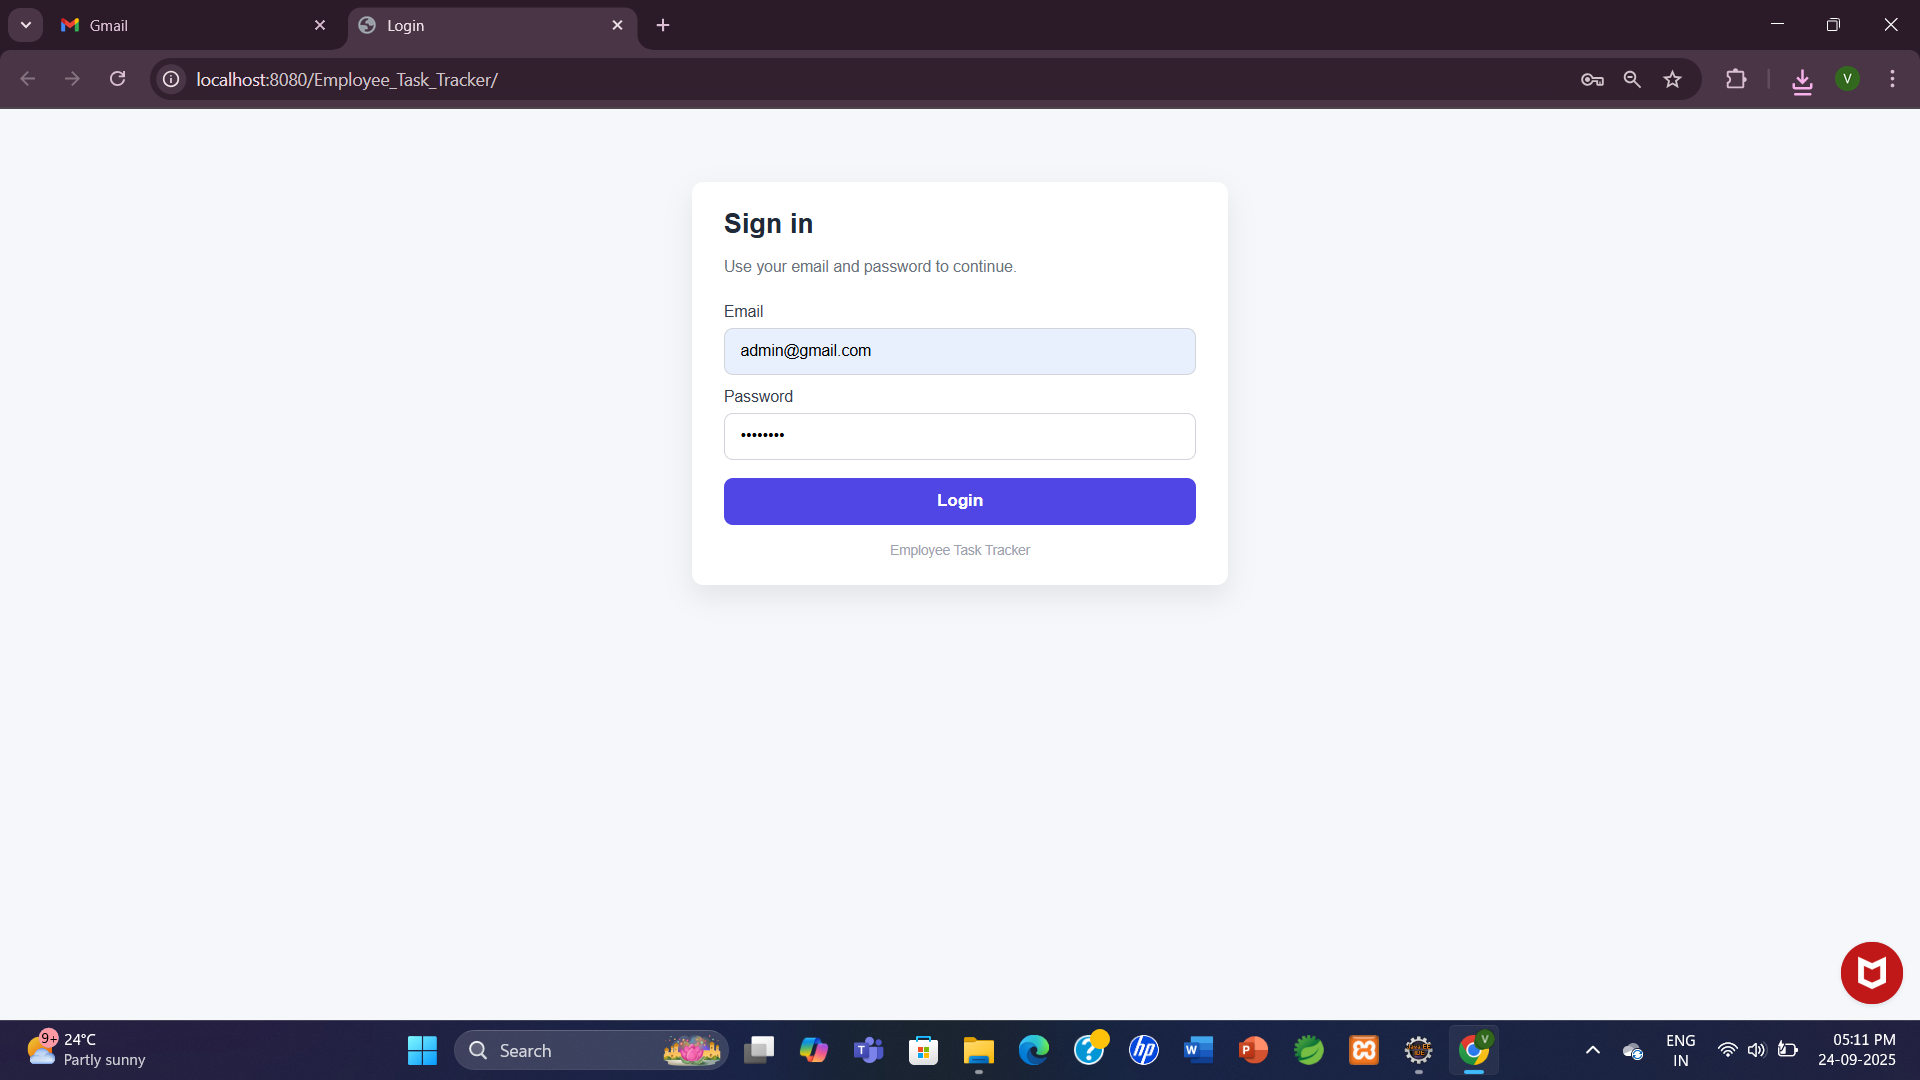 Gmail
Login
localhost:8080/Employee_Task_Tracker/
V
Sign in
Use your email and password to continue.
Email
admin@gmail.com
Password
••••••••
Login
Employee Task Tracker
9+
24°C
Partly sunny
Search
ENG
IN
05:11 PM
24-09-2025